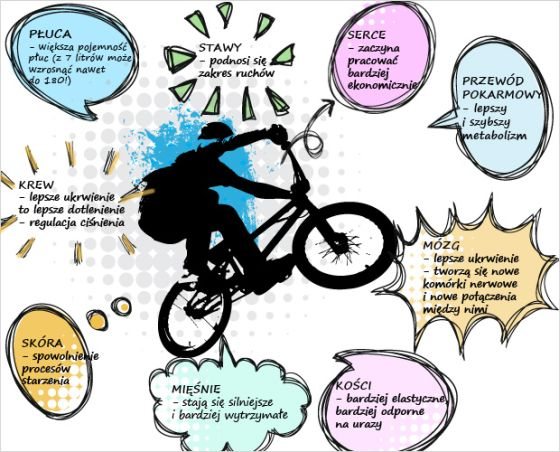 PŁUCA
- większa pojemność
płuc (z 7 litrów może
wzrosnąć nawet
do 180!)
STAWY
- podnosi się
zakres ruchów
SERCE
- zaczyna
pracować
bardziej
ekonomicznie
PRZEWÓD
POKARMOWY
- lepszy
i szybszy
metabolizm
KREW
- lepsze ukrwienie
to lepsze dotlenienie
- regulacja ciśnienia
MÓZG
- lepsze ukrwienie
- tworzą się nowe
komórki nerwowe
i nowe połączenia
między nimi
SKÓRA
- spowolnienie
procesów
starzenia
MIĘŚNIE
- stają się silniejsze
i bardziej wytrzymałe
KOŚCI
- bardziej elastyczne,
bardziej odporne
na urazy